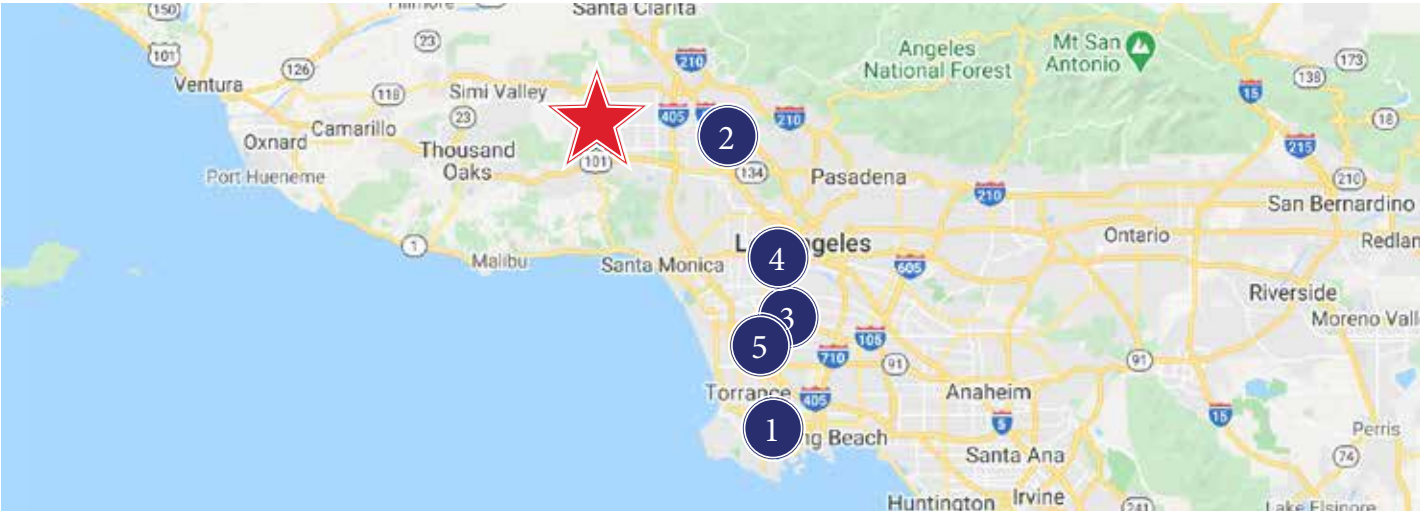 150
Santa Clarita
101
23
126
Ventura
118
Simi Valley
210
Angeles
National Forest
Mt San
Antonio
173
138
15
18
23
405
2
210
Oxnard
Camarillo
Thousand
Oaks
101
134
Pasadena
215
210
Port Hueneme
210
San Bernardino
1
Malibu
Santa Monica
4
605
Ontario
Riverside
Moreno Vall
3
5
105
710
91
91
Torrance
405
Anaheim
15
1
ng Beach
5
Santa Ana
Perris
74
Huntington
Irvine
241
Lake Elsinore